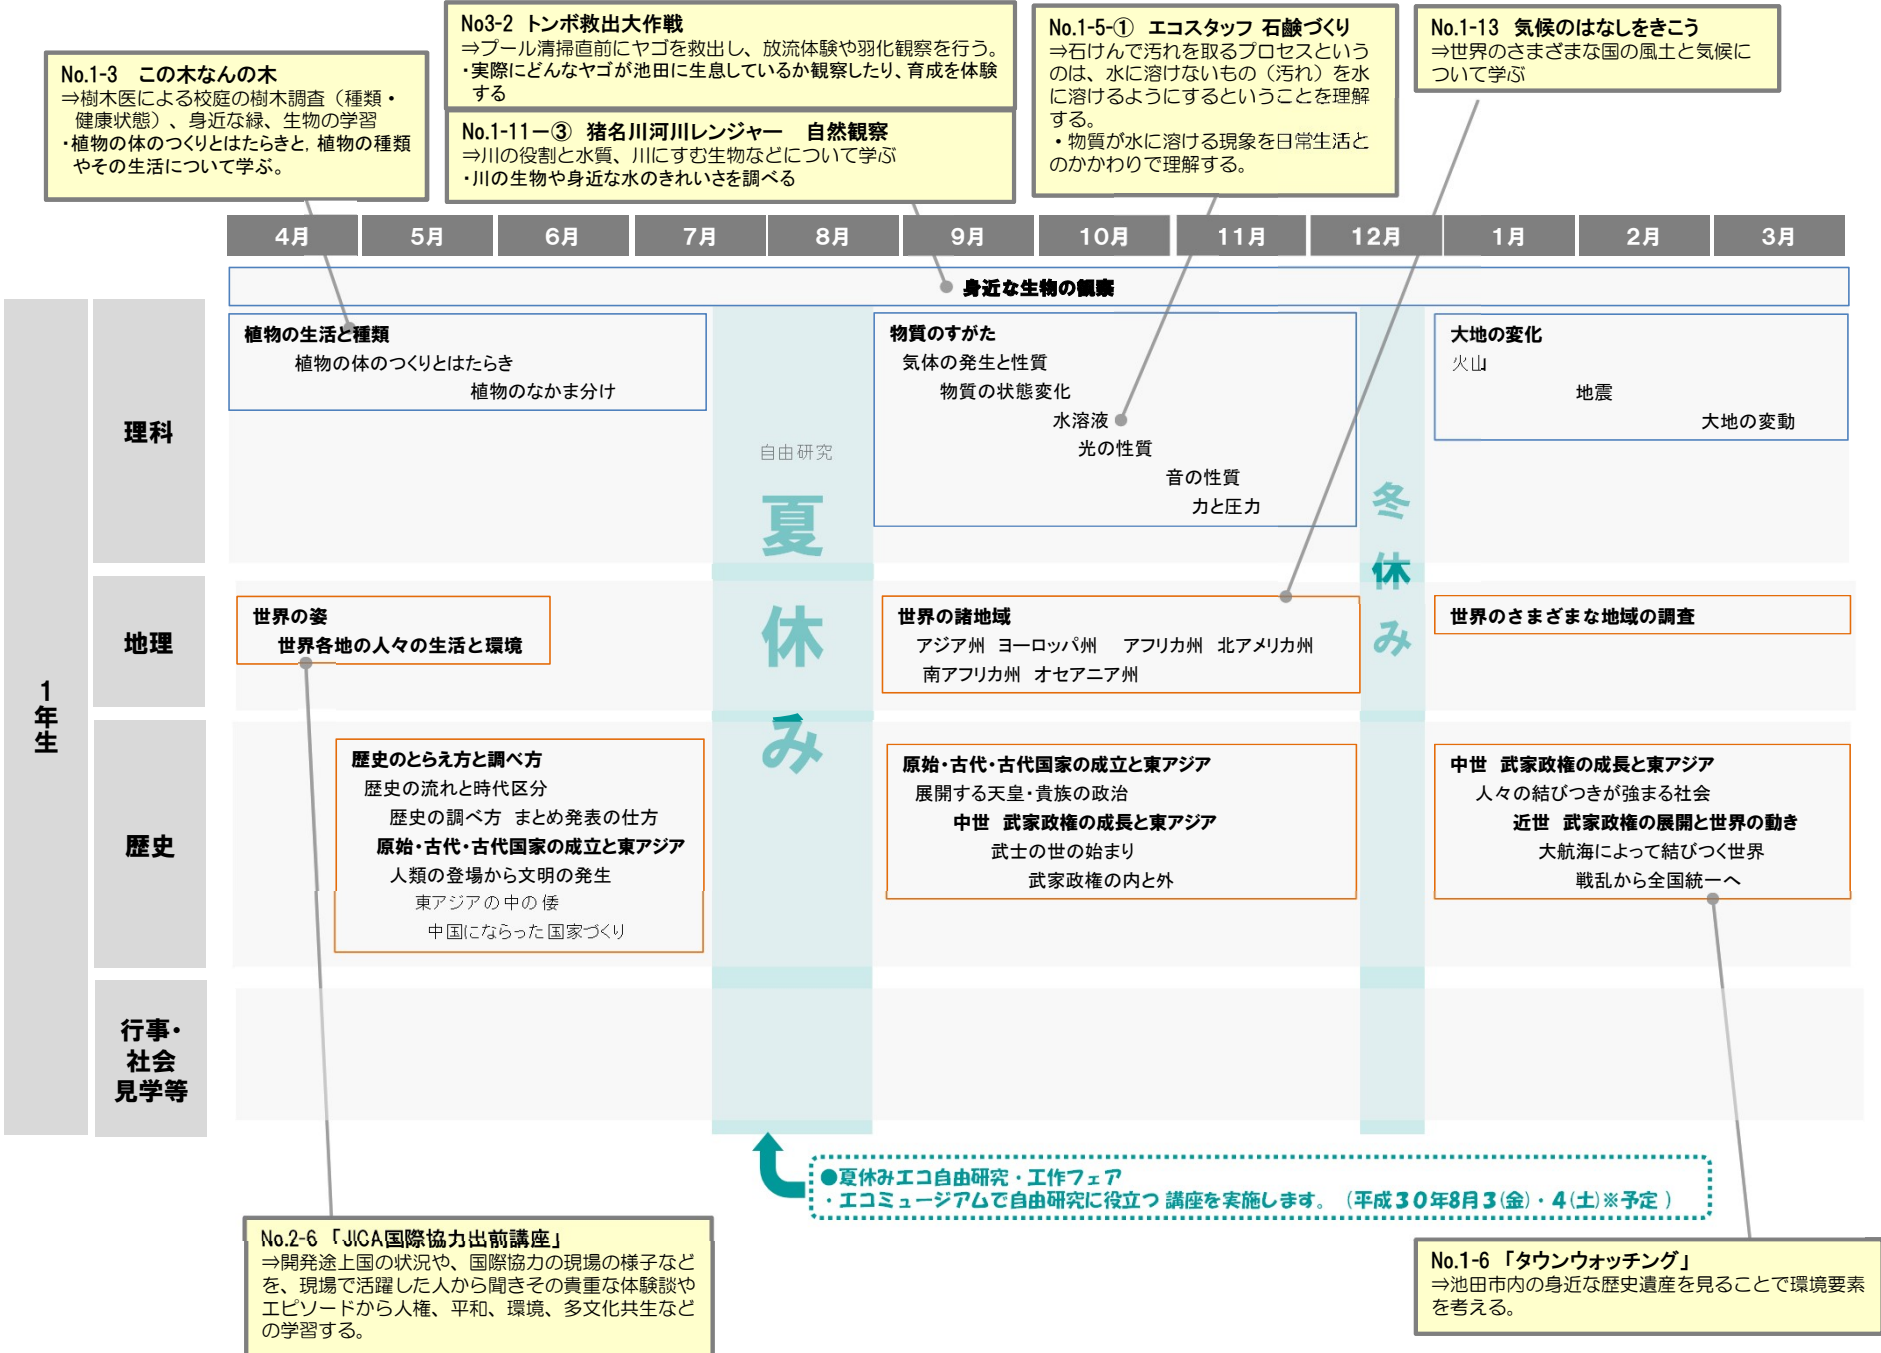 No.1-3　この木なんの木
⇒樹木医による校庭の樹木調査（種類・
健康状態）、身近な緑、生物の学習
・植物の体のつくりとはたらきと, 植物の種類
やその生活について学ぶ。
No3-2　トンボ救出大作戦
⇒プール清掃直前にヤゴを救出し、放流体験や羽化観察を行う。
・実際にどんなヤゴが池田に生息しているか観察したり、育成を体験
する
No.1-11－③　猪名川河川レンジャー　自然観察
⇒川の役割と水質、川にすむ生物などについて学ぶ
・川の生物や身近な水のきれいさを調べる
No.1-5-①　エコスタッフ 石鹸づくり
⇒石けんで汚れを取るプロセスという
のは、水に溶けないもの（汚れ）を水
に溶けるようにするということを理解
する。
・物質が水に溶ける現象を日常生活と
のかかわりで理解する。
No.1-13　気候のはなしをきこう
⇒世界のさまざまな国の風土と気候に
ついて学ぶ
4月　5月　6月　7月　8月　9月　10月　11月　12月　1月　2月　3月
身近な生物の観察
1年生
理科
植物の生活と種類
植物の体のつくりとはたらき
植物のなかま分け
自由研究
夏休み
物質のすがた
気体の発生と性質
物質の状態変化
水溶液
光の性質
音の性質
力と圧力
冬休み
大地の変化
火山
地震
大地の変動
地理
世界の姿
世界各地の人々の生活と環境
世界の諸地域
アジア州　ヨーロッパ州　アフリカ州　北アメリカ州
南アフリカ州　オセアニア州
世界のさまざまな地域の調査
歴史
歴史のとらえ方と調べ方
歴史の流れと時代区分
歴史の調べ方　まとめ発表の仕方
原始・古代・古代国家の成立と東アジア
人類の登場から文明の発生
東アジアの中の倭
中国にならった国家づくり
原始・古代・古代国家の成立と東アジア
展開する天皇・貴族の政治
中世　武家政権の成長と東アジア
武士の世の始まり
武家政権の内と外
中世　武家政権の成長と東アジア
人々の結びつきが強まる社会
近世　武家政権の展開と世界の動き
大航海によって結びつく世界
戦乱から全国統一へ
行事・
社会
見学等
●夏休みエコ自由研究・工作フェア
・エコミュージアムで自由研究に役立つ 講座を実施します。（平成３０年8月３(金)・４(土)※予定 ）
No.2-6 「JICA国際協力出前講座」
⇒開発途上国の状況や、国際協力の現場の様子など
を、現場で活躍した人から聞きその貴重な体験談や
エピソードから人権、平和、環境、多文化共生など
の学習する。
No.1-6 「タウンウォッチング」
⇒池田市内の身近な歴史遺産を見ることで環境要素
を考える。